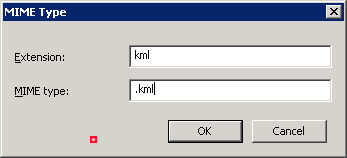 MIME Type
Extension:
kml
MIME type:
.kml
OK
Cancel